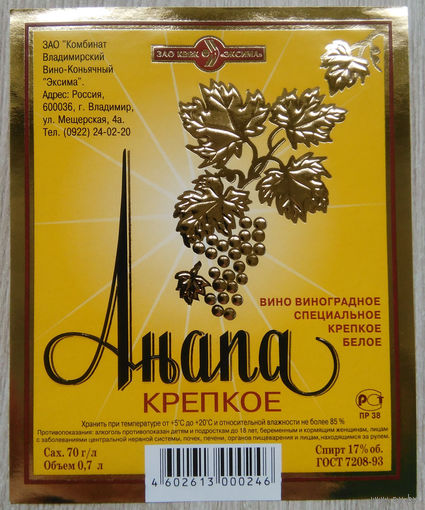 ЗАО "Комбинат
Владимирский
Вино-Коньячный
"Эксима".
Адрес: Россия,
600036, г. Владимир,
ул. Мещерская, 4а.
Тел. (0922) 24-02-20
ЗАО КВВК ЭКСИМА
Анапа
КРЕПКОЕ
ВИНО ВИНОГРАДНОЕ
СПЕЦИАЛЬНОЕ
КРЕПКОЕ
БЕЛОЕ
РСТ
ПР 38
Хранить при температуре от +5°С до +20°С и относительной влажности не более 85 %
Противопоказания: алкоголь противопоказан детям и подросткам до 18 лет, беременным и кормящим женщинам, лицам
с заболеваниями центральной нервной системы, почек, печени, органов пищеварения и лицам, находящимся за рулем.
Сах. 70 г/л
Объем 0,7 л
4 602613 000246
Спирт 17% об.
ГОСТ 7208-93